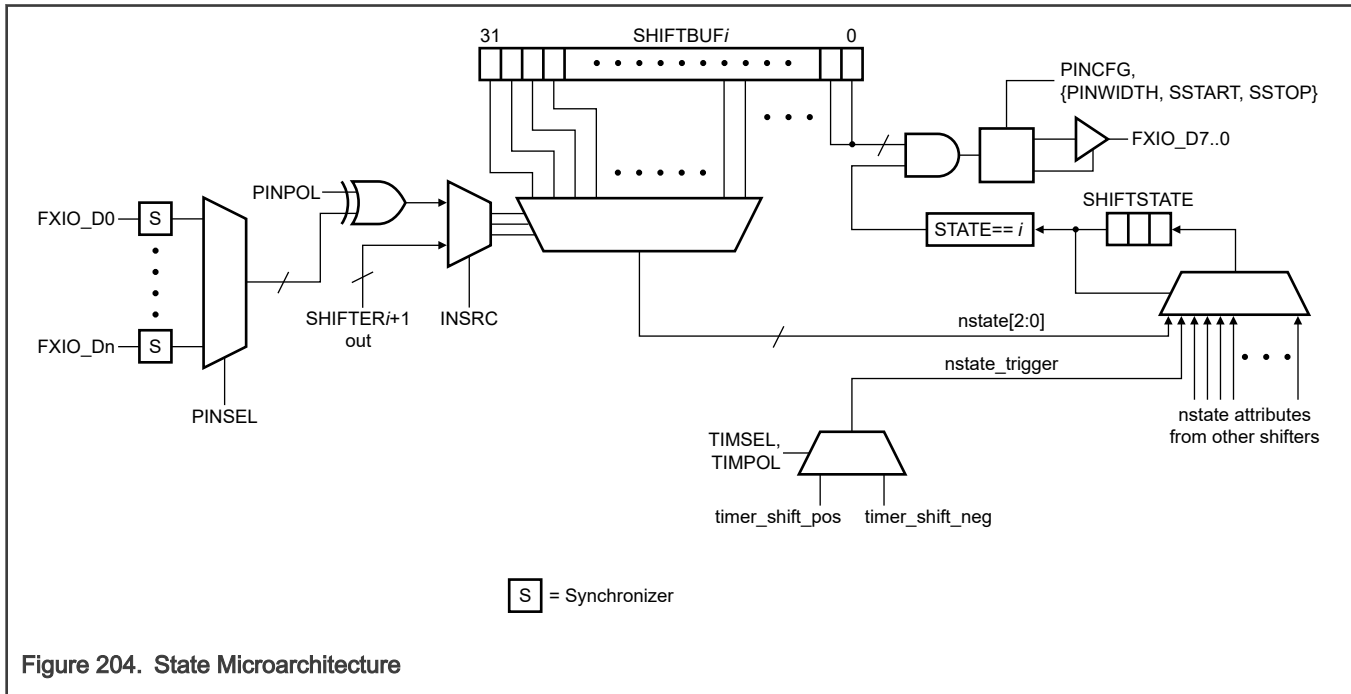 31 SHIFTBUFi 0
PINCFG,
{PINWIDTH, SSTART, SSTOP}
FXIO_D7..0
PINPOL
SHIFTSTATE
FXIO_D0 S
STATE== i
SHIFTERi+1
out
INSRC
nstate[2:0]
FXIO_Dn S
nstate_trigger
PINSEL
nstate attributes
from other shifters
TIMSEL,
TIMPOL
timer_shift_pos timer_shift_neg
S = Synchronizer
Figure 204. State Microarchitecture